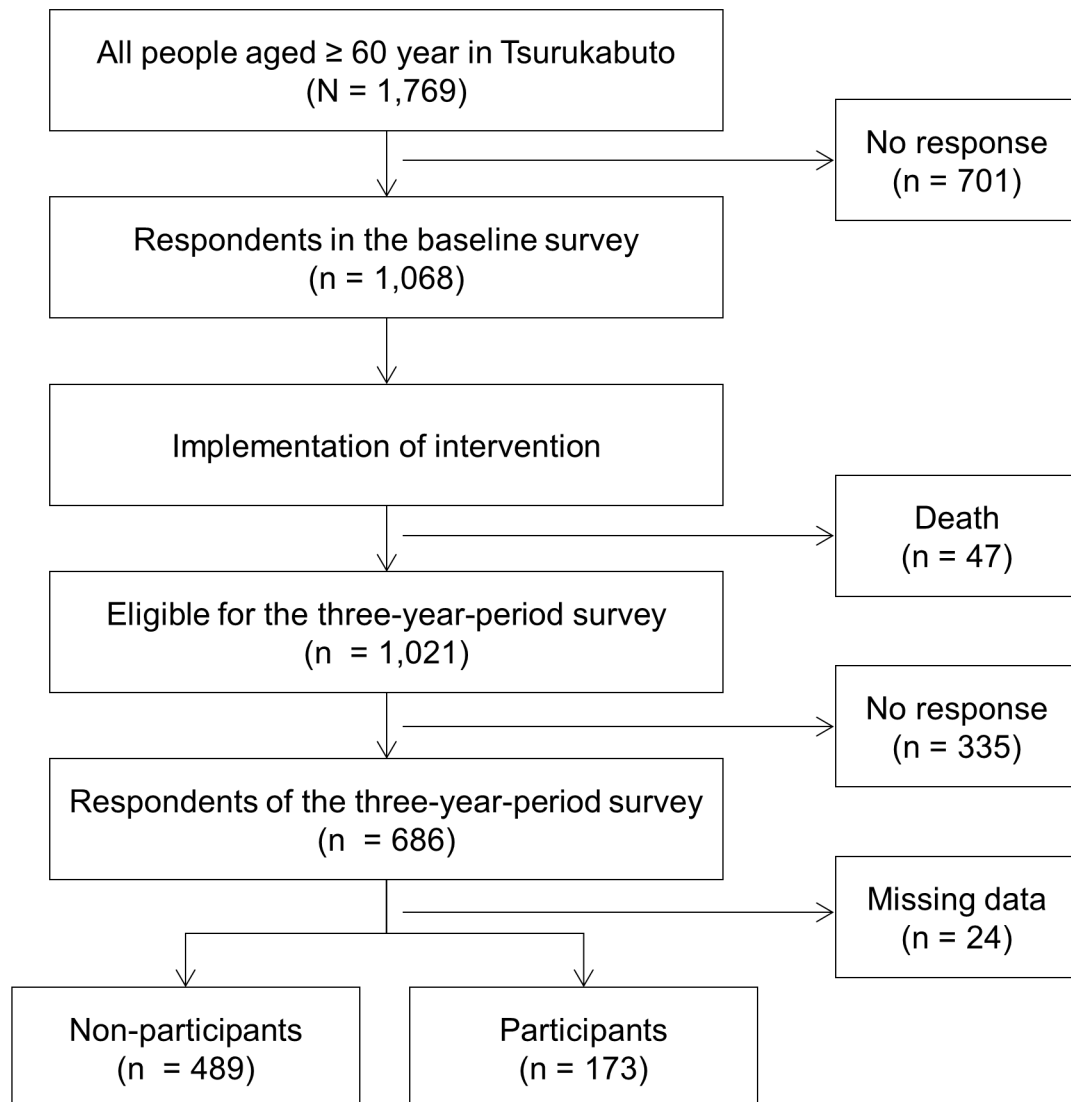 All people aged ≥ 60 year in Tsurukabuto
(N = 1,769)
No response
(n = 701)
Respondents in the baseline survey
(n = 1,068)
Implementation of intervention
Death
(n = 47)
Eligible for the three-year-period survey
(n  = 1,021)
No response
(n = 335)
Respondents of the three-year-period survey
(n  = 686)
Missing data
(n = 24)
Non-participants
(n  = 489)
Participants
(n = 173)